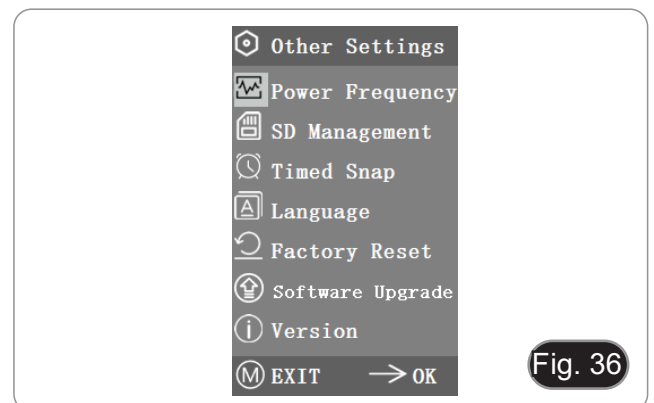 Other Settings
Power Frequency
SD Management
Timed Snap
Language
Factory Reset
Software Upgrade
Version
M EXIT → OK
Fig. 36